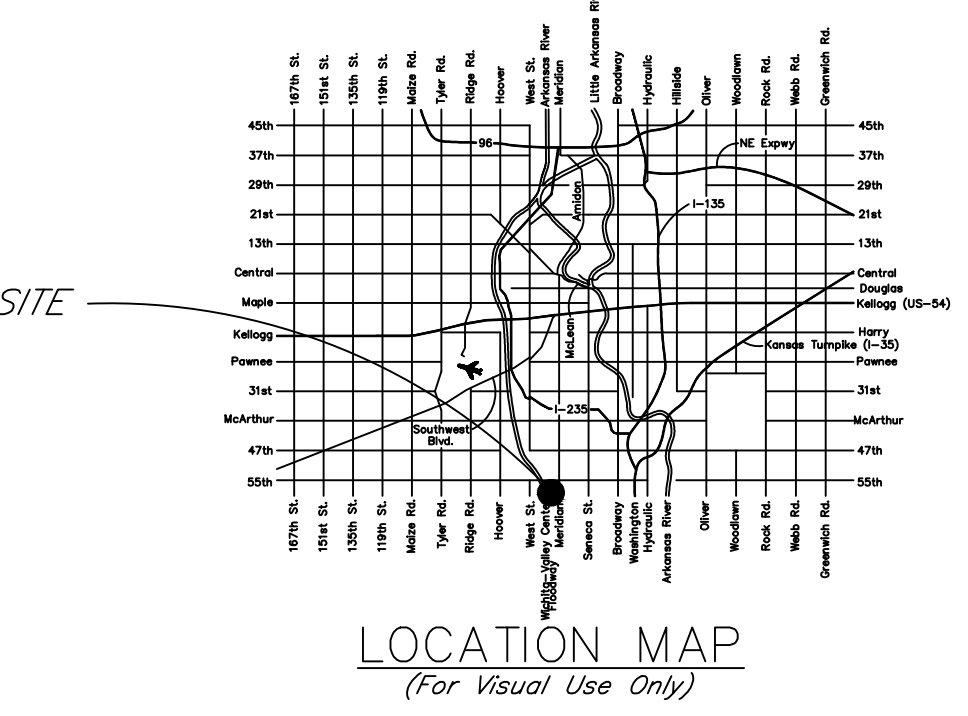 167th St.
151st St.
135th St.
119th St.
Maize Rd.
Tyler Rd.
Ridge Rd.
Hoover
West St.
Arkansas River
Meridian
Little Arkansas
Broadway
Hydraulic
Hillside
Oliver
Woodlawn
Rock Rd.
Webb Rd.
Greenwich Rd.
45th
37th
29th
21st
13th
Central
Maple
Kellogg
Pawnee
31st
McArthur
47th
55th
96
NE Expwy
Amidon
I-135
McLean
Kansas Turnpike (I-35)
I-235
Southwest
Blvd.
SITE
45th
37th
29th
21st
13th
Central
Douglas
Kellogg (US-54)
Harry
Pawnee
31st
McArthur
47th
55th
167th St.
151st St.
135th St.
119th St.
Maize Rd.
Tyler Rd.
Ridge Rd.
Hoover
West St.
Wichita-Valley Center
Floodway
Meridian
Seneca St.
Broadway
Washington
Hydraulic
Arkansas River
Oliver
Woodlawn
Rock Rd.
Webb Rd.
Greenwich Rd.
LOCATION MAP
(For Visual Use Only)